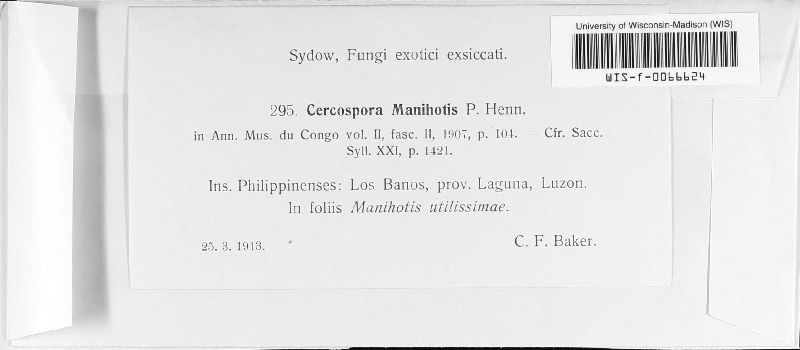 University of Wisconsin-Madison (WIS)
WIS-f-0066624
Sydow, Fungi exotici exsiccati.
295. Cercospora Manihotis P. Henn.
in Ann. Mus. du Congo vol. II, fasc. II, 1907, p. 104. — Cfr. Sacc.
Syll. XXI, p. 1421.
Ins. Philippinenses: Los Banos, prov. Laguna, Luzon.
In foliis Manihotis utilissimae.
25. 3. 1913.
C. F. Baker.